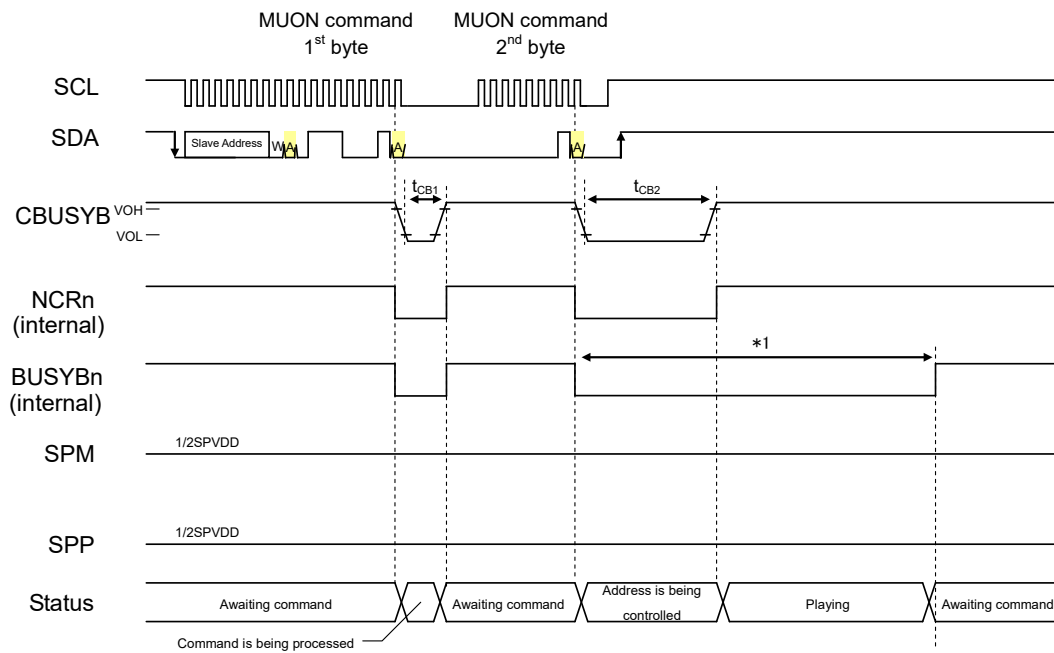 MUON command
1st byte
MUON command
2nd byte
SCL
SDA
Slave Address
W
A
A
A
tCB1
tCB2
CBUSYB
VOH
VOL
NCRn
(internal)
*1
BUSYBn
(internal)
1/2SPVDD
SPM
1/2SPVDD
SPP
Status
Awaiting command
Awaiting command
Address is being
controlled
Playing
Awaiting command
Command is being processed